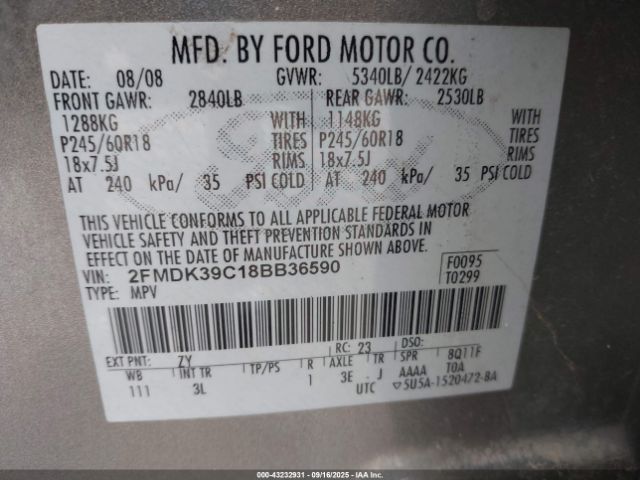 MFD. BY FORD MOTOR CO.
DATE: 08/08 GVWR: 5340LB/ 2422KG
FRONT GAWR: 2840LB REAR GAWR: 2530LB
1288KG WITH 1148KG WITH
P245/60R18 TIRES P245/60R18 TIRES
18x7.5J RIMS 18x7.5J RIMS
AT 240 kPa/ 35 PSI COLD AT 240 kPa/ 35 PSI COLD
THIS VEHICLE CONFORMS TO ALL APPLICABLE FEDERAL MOTOR
VEHICLE SAFETY AND THEFT PREVENTION STANDARDS IN
EFFECT ON THE DATE OF MANUFACTURE SHOWN ABOVE.
VIN: 2FMDK39C18BB36590 F0095
TYPE: MPV T0299
EXT PNT: ZY RC: 23 DSO:
WB INT TR TP/PS R AXLE TR SPR 8Q11F
111 3L 1 3E J AAAA T0A
UTC ▽5U5A-1520472-BA
00-43232931 - 09/16/2025 - IAAI.CA